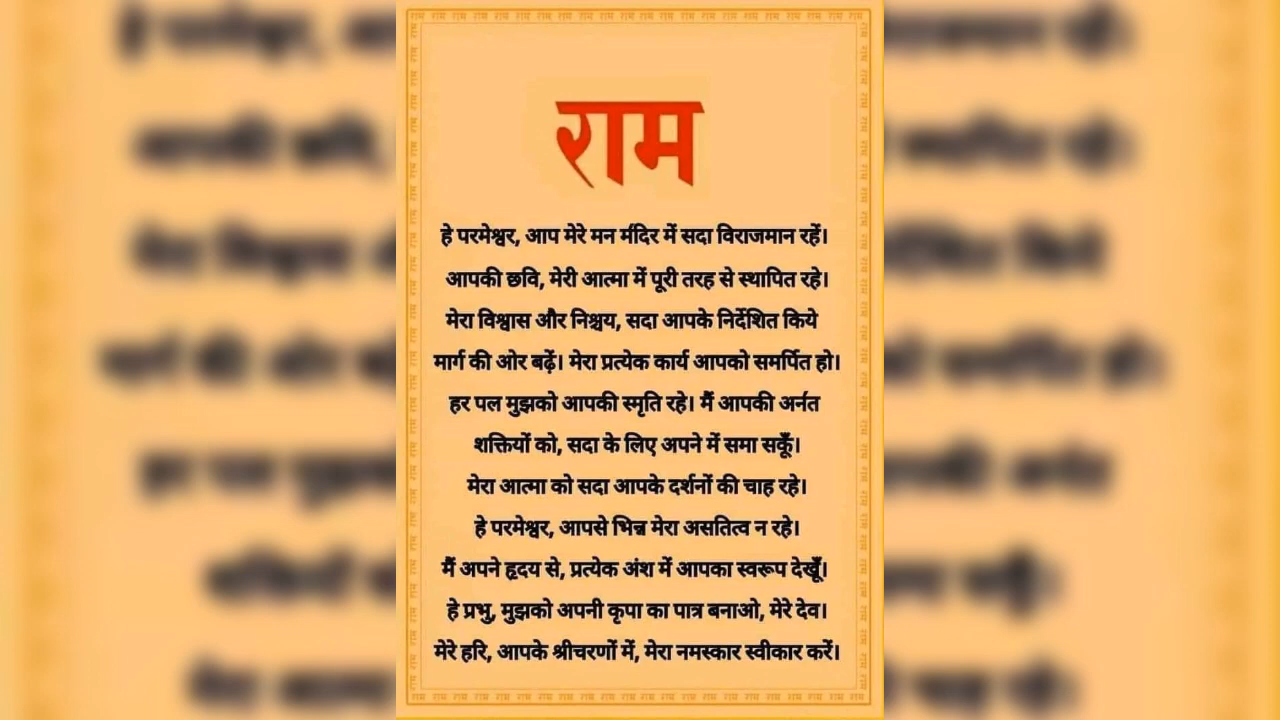 राम
हे परमेश्वर, आप मेरे मन मंदिर में सदा विराजमान रहें।
आपकी छवि, मेरी आत्मा में पूरी तरह से स्थापित रहे।
मेरा विश्वास और निश्चय, सदा आपके निर्देशित किये
मार्ग की ओर बढ़ें। मेरा प्रत्येक कार्य आपको समर्पित हो।
हर पल मुझको आपकी स्मृति रहे। मैं आपकी अनंत
शक्तियों को, सदा के लिए अपने में समा सकूँ।
मेरा आत्मा को सदा आपके दर्शनों की चाह रहे।
हे परमेश्वर, आपसे भिन्न मेरा असतित्व न रहे।
मैं अपने हृदय से, प्रत्येक अंश में आपका स्वरूप देखूँ।
हे प्रभु, मुझको अपनी कृपा का पात्र बनाओ, मेरे देव।
मेरे हरि, आपके श्रीचरणों में, मेरा नमस्कार स्वीकार करें।